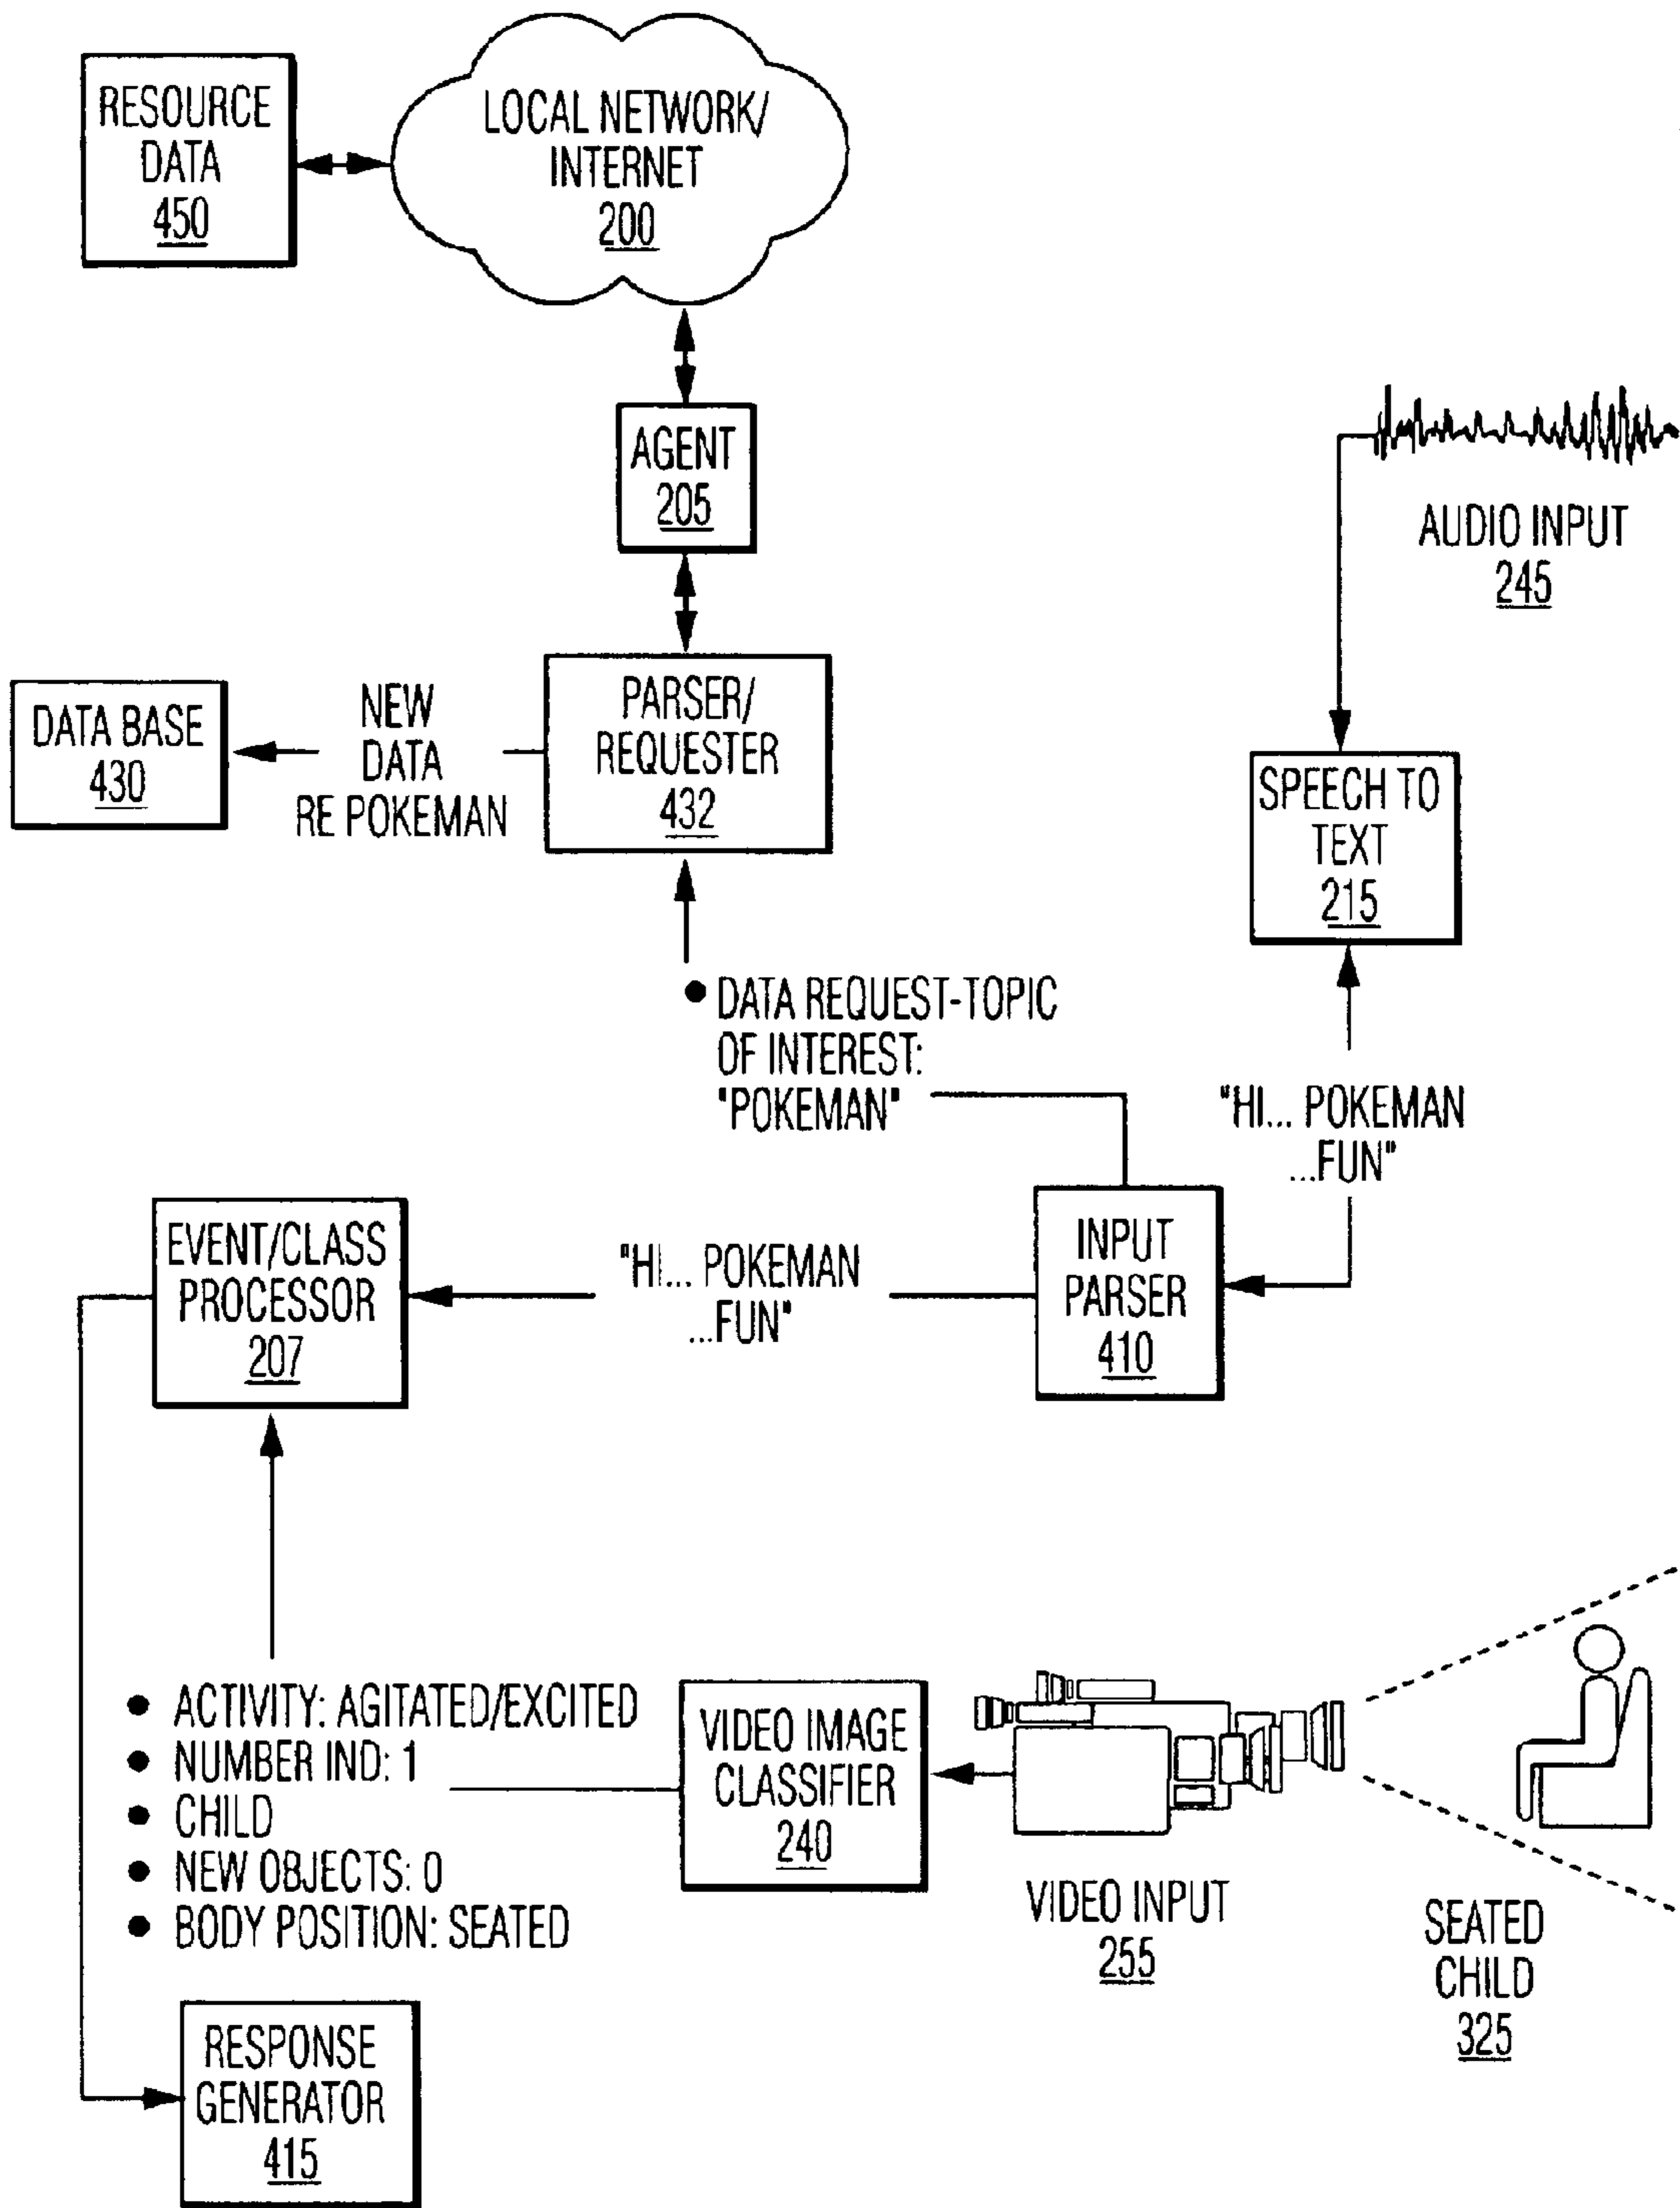 RESOURCE
DATA
450
LOCAL NETWORK/
INTERNET
200
AGENT
205
AUDIO INPUT
245
DATA BASE
430
NEW
DATA
RE POKEMAN
PARSER/
REQUESTER
432
SPEECH TO
TEXT
215
• DATA REQUEST-TOPIC
OF INTEREST:
"POKEMAN"
"HI... POKEMAN
...FUN"
EVENT/CLASS
PROCESSOR
207
"HI... POKEMAN
...FUN"
INPUT
PARSER
410
• ACTIVITY: AGITATED/EXCITED
• NUMBER IND: 1
• CHILD
• NEW OBJECTS: 0
• BODY POSITION: SEATED
VIDEO IMAGE
CLASSIFIER
240
VIDEO INPUT
255
SEATED
CHILD
325
RESPONSE
GENERATOR
415